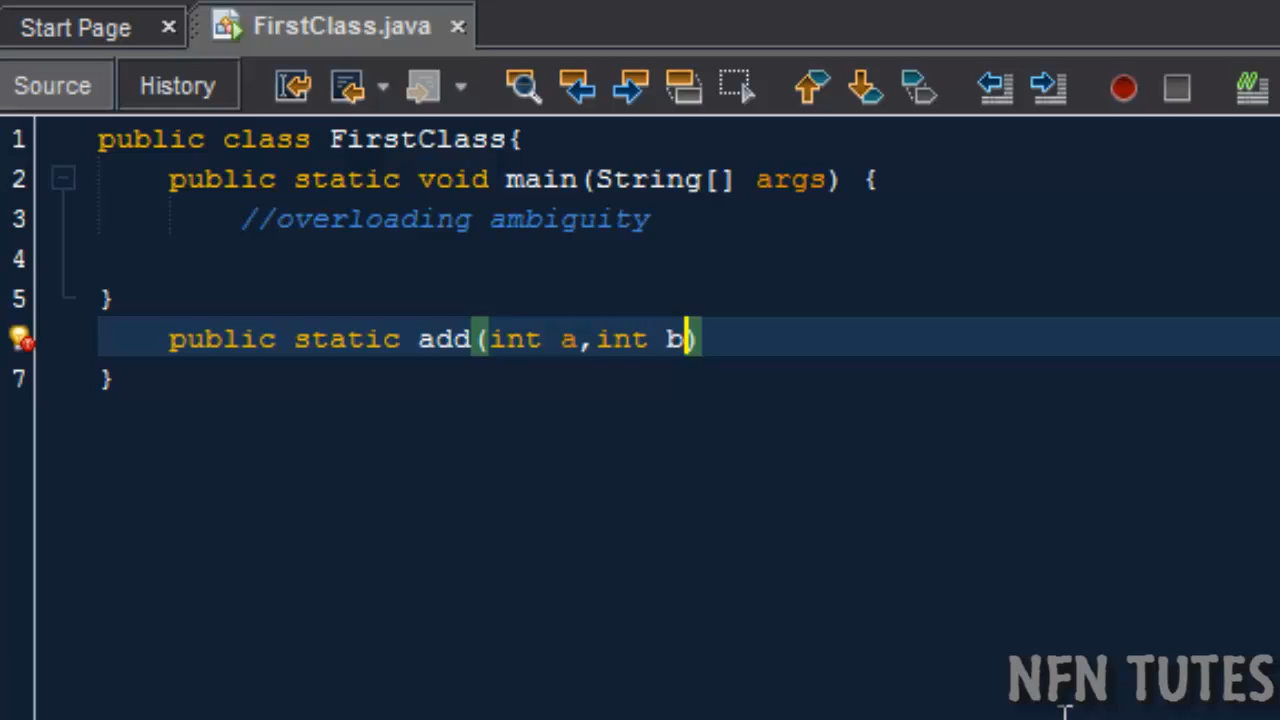 Start Page
FirstClass.java
Source History
1 public class FirstClass{
2 public static void main(String[] args) {
3 //overloading ambiguity
4
5 }
public static add(int a,int b)
7 }
NFN TUTES